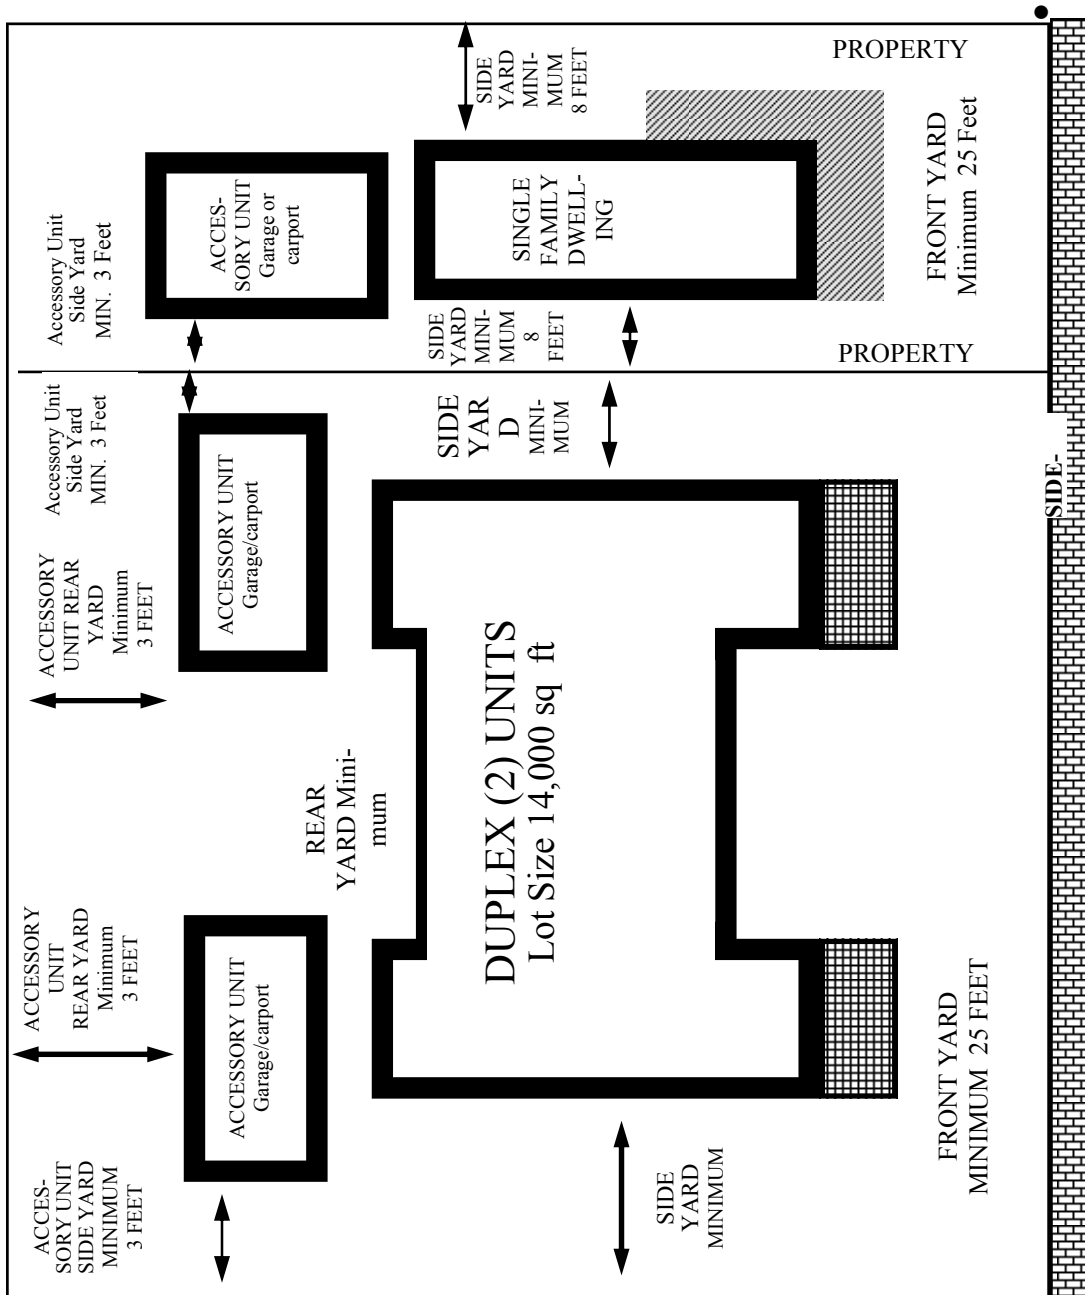 PROPERTY
SIDE
YARD
MINI-
MUM
8 FEET
FRONT YARD
Minimum  25 Feet
ACCES-
SORY UNIT
Garage or
carport
SINGLE
FAMILY
DWELL-
ING
Accessory Unit
Side Yard
MIN.  3 Feet
SIDE
YARD
MINI-
MUM
8
FEET
PROPERTY
Accessory Unit
Side Yard
MIN.  3 Feet
SIDE
YAR
D
MINI-
MUM
SIDE-
ACCESSORY UNIT
Garage/carport
ACCESSORY
UNIT REAR
YARD
Minimum
3 FEET
REAR
YARD Mini-
mum
DUPLEX (2) UNITS
Lot Size 14,000 sq  ft
ACCESSORY
UNIT
REAR YARD
Minimum
3 FEET
ACCESSORY UNIT
Garage/carport
FRONT YARD
MINIMUM  25 FEET
ACCES-
SORY UNIT
SIDE YARD
MINIMUM
3 FEET
SIDE
YARD
MINIMUM